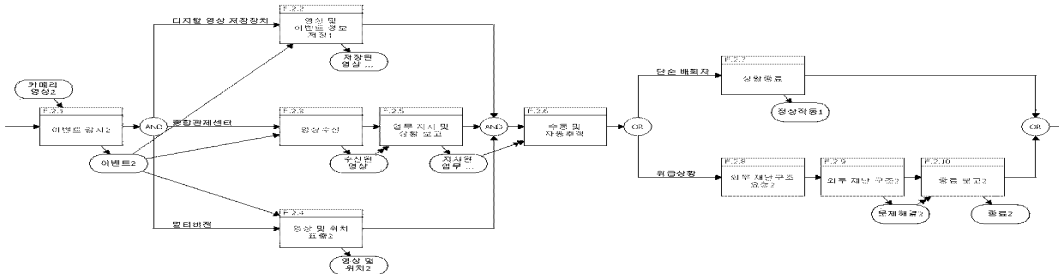 디지털 영상 저장장치
F.2.2
영상 및
이벤트 정보
저장1
저장된
영상 ...
카메라
영상2
F.2.1
이벤트 감시2
AND
이벤트2
종합관제센터
F.2.3
영상수신
수신된
영상
F.2.5
업무 지시 및
상황 보고
지시된
업무 ...
AND
F.2.6
수동 및
자동추적
멀티비전
F.2.4
영상 및 위치
표출2
영상 및
위치2
OR
단순 배회자
F.2.7
상황종료
정상작동1
위급상황
F.2.8
외부 재난구조
요청2
F.2.9
외부 재난 구조2
문제해결2
F.2.10
종료 보고2
종료2
OR